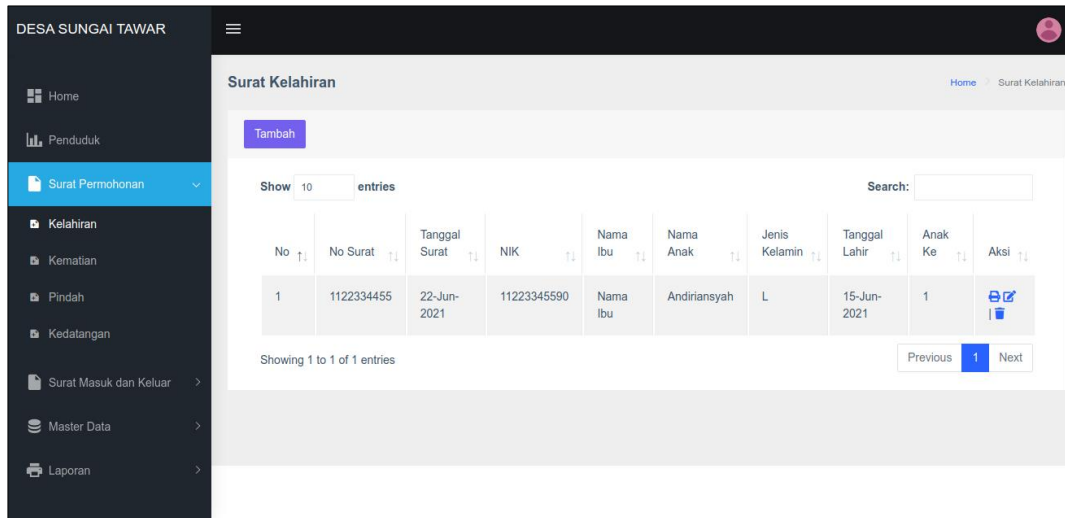 DESA SUNGAI TAWAR
Home
Penduduk
Surat Permohonan
Kelahiran
Kematian
Pindah
Kedatangan
Surat Masuk dan Keluar
Master Data
Laporan
Surat Kelahiran
Home > Surat Kelahiran
Tambah
Show 10 entries
Search:
No
No Surat
Tanggal
Surat
NIK
Nama
Ibu
Nama
Anak
Jenis
Kelamin
Tanggal
Lahir
Anak
Ke
Aksi
1
1122334455
22-Jun-
2021
11223345590
Nama
Ibu
Andiriansyah
L
15-Jun-
2021
1
|
Showing 1 to 1 of 1 entries
Previous 1 Next